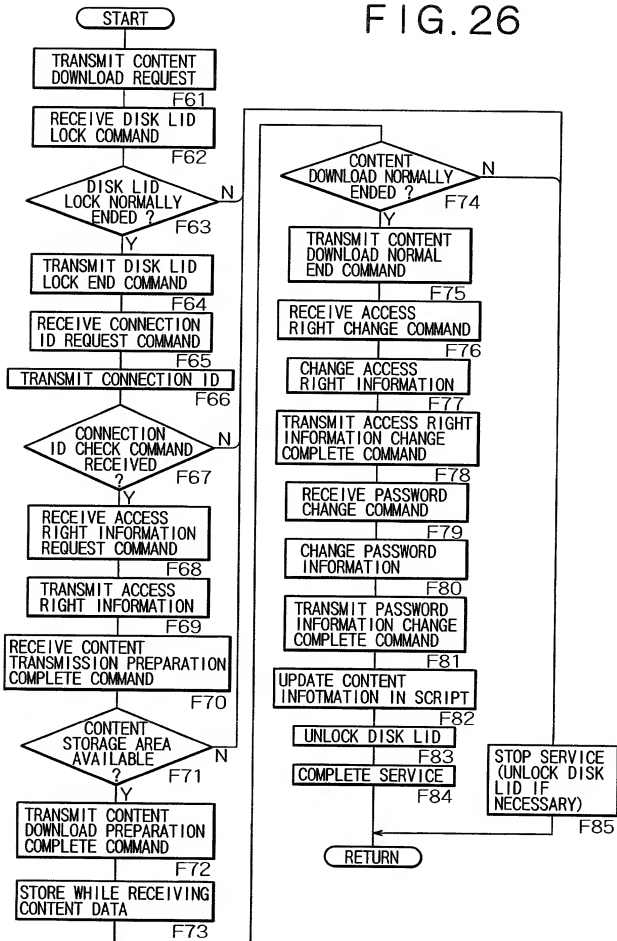 FIG. 26
START
TRANSMIT CONTENT
DOWNLOAD REQUEST
F61
RECEIVE DISK LID
LOCK COMMAND
F62
DISK LID
LOCK NORMALLY
ENDED ?
N
F63
Y
TRANSMIT DISK LID
LOCK END COMMAND
F64
RECEIVE CONNECTION
ID REQUEST COMMAND
F65
TRANSMIT CONNECTION ID
F66
CONNECTION
ID CHECK COMMAND
RECEIVED
?
N
F67
Y
RECEIVE ACCESS
RIGHT INFORMATION
REQUEST COMMAND
F68
TRANSMIT ACCESS
RIGHT INFORMATION
F69
RECEIVE CONTENT
TRANSMISSION PREPARATION
COMPLETE COMMAND
F70
CONTENT
STORAGE AREA
AVAILABLE
?
N
F71
Y
TRANSMIT CONTENT
DOWNLOAD PREPARATION
COMPLETE COMMAND
F72
STORE WHILE RECEIVING
CONTENT DATA
F73
CONTENT
DOWNLOAD NORMALLY
ENDED ?
N
F74
Y
TRANSMIT CONTENT
DOWNLOAD NORMAL
END COMMAND
F75
RECEIVE ACCESS
RIGHT CHANGE COMMAND
F76
CHANGE ACCESS
RIGHT INFORMATION
F77
TRANSMIT ACCESS RIGHT
INFORMATION CHANGE
COMPLETE COMMAND
F78
RECEIVE PASSWORD
CHANGE COMMAND
F79
CHANGE PASSWORD
INFORMATION
F80
TRANSMIT PASSWORD
INFORMATION CHANGE
COMPLETE COMMAND
F81
UPDATE CONTENT
INFOTMATION IN SCRIPT
F82
UNLOCK DISK LID
F83
COMPLETE SERVICE
F84
STOP SERVICE
(UNLOCK DISK
LID IF
NECESSARY)
F85
RETURN